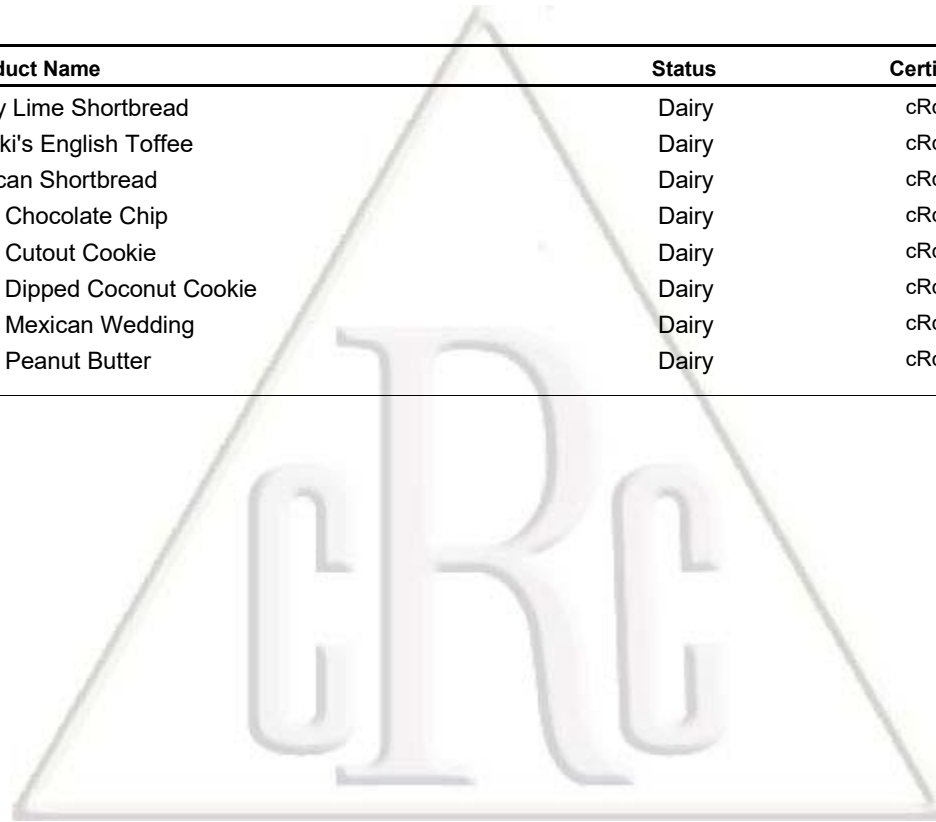 duct Name Status Certi
y Lime Shortbread Dairy cRc
ki's English Toffee Dairy cRc
can Shortbread Dairy cRc
Chocolate Chip Dairy cRc
Cutout Cookie Dairy cRc
Dipped Coconut Cookie Dairy cRc
Mexican Wedding Dairy cRc
Peanut Butter Dairy cRc
cRc